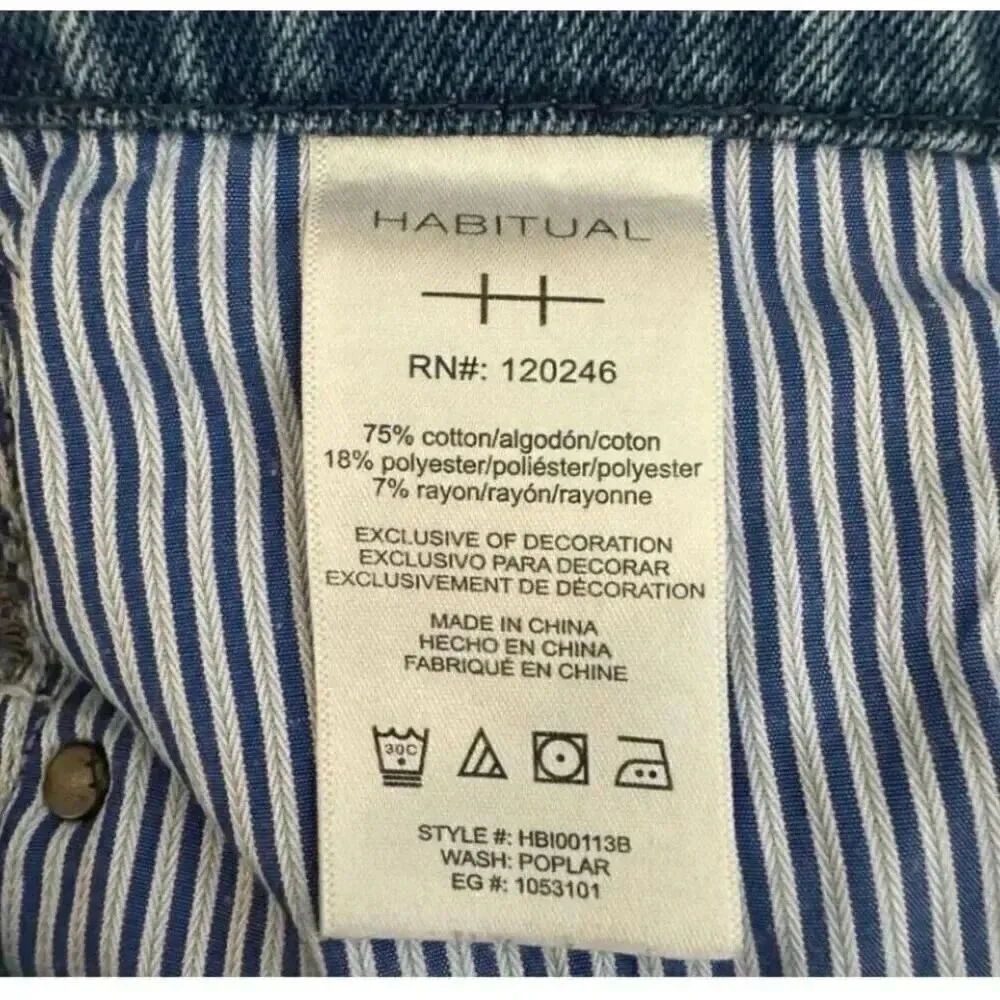 HABITUAL
RN#: 120246
75% cotton/algodón/coton
18% polyester/poliéster/polyester
7% rayon/rayón/rayonne
EXCLUSIVE OF DECORATION
EXCLUSIVO PARA DECORAR
EXCLUSIVEMENT DE DÉCORATION
MADE IN CHINA
HECHO EN CHINA
FABRIQUÉ EN CHINE
30C
STYLE #: HBI00113B
WASH: POPLAR
EG #: 1053101